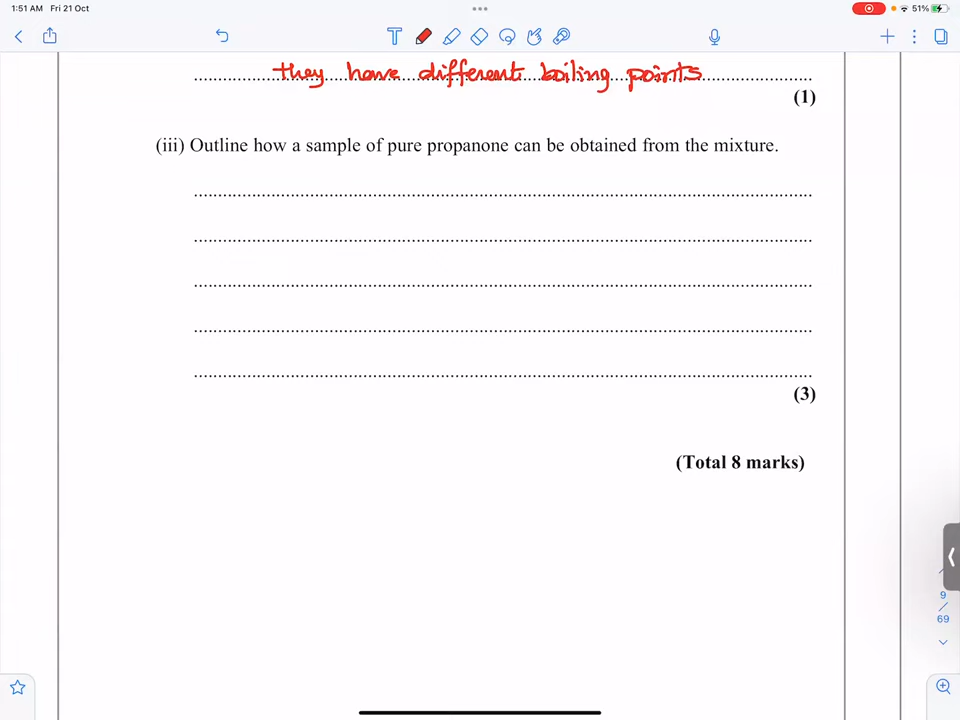 1:51 AM Fri 21 Oct
51%
they have different boiling points
(1)
(iii) Outline how a sample of pure propanone can be obtained from the mixture.
(3)
(Total 8 marks)
9
/
69